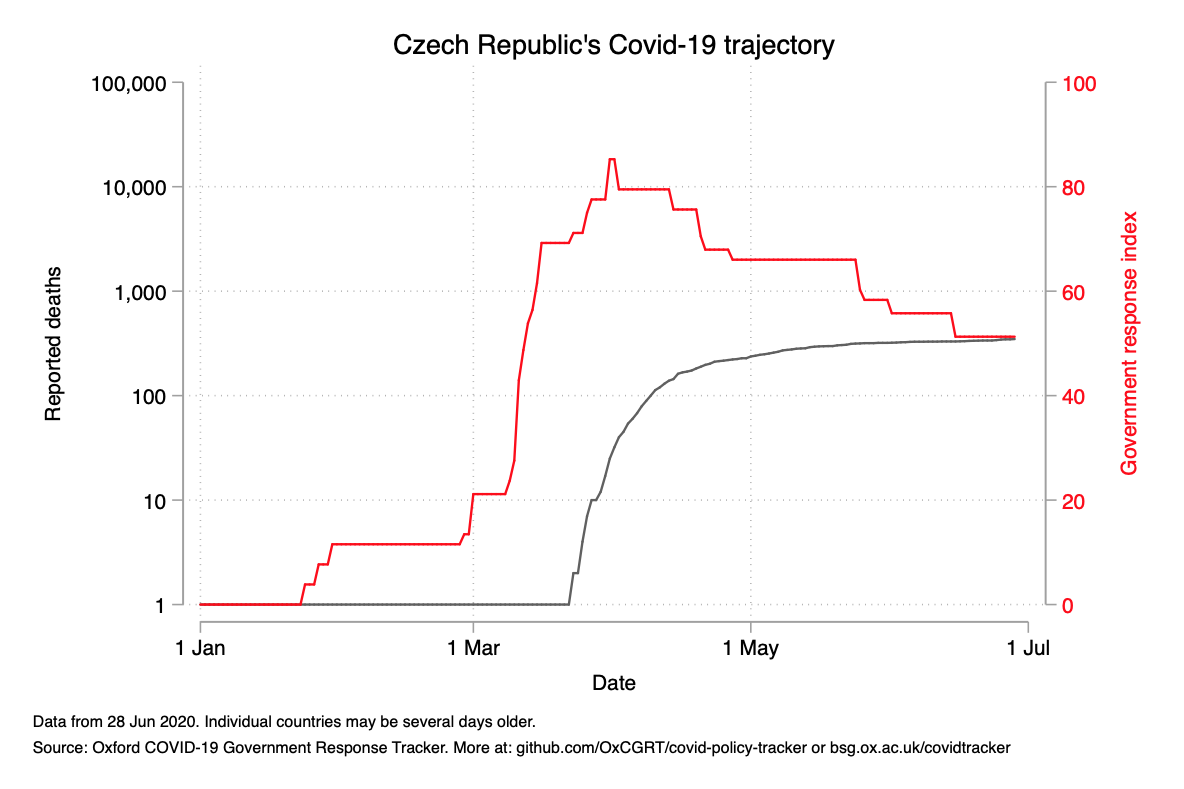 Czech Republic's Covid-19 trajectory
100,000
10,000
1,000
100
10
1
Reported deaths
100
80
60
40
20
0
Government response index
1 Jan
1 Mar
1 May
1 Jul
Date
Data from 28 Jun 2020. Individual countries may be several days older.
Source: Oxford COVID-19 Government Response Tracker. More at: github.com/OxCGRT/covid-policy-tracker or bsg.ox.ac.uk/covidtracker